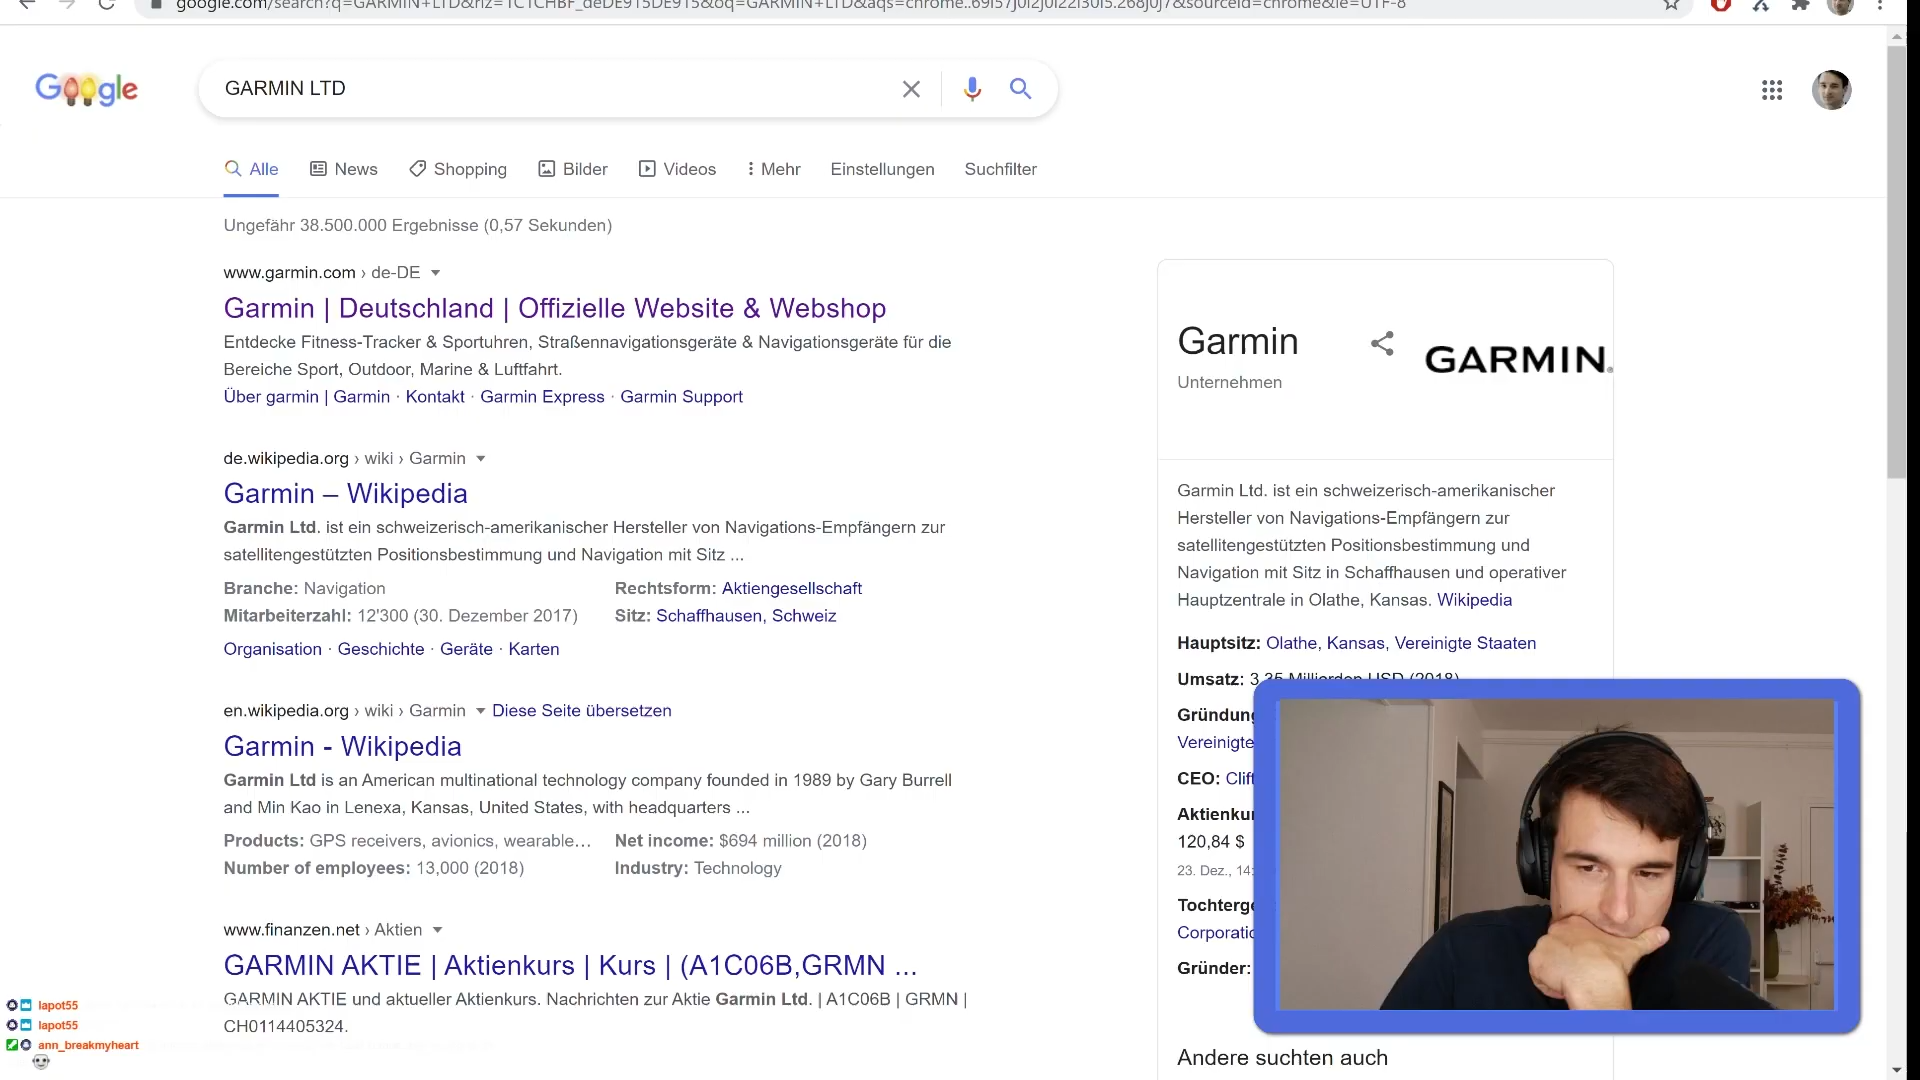 google.com/search?q=GARMIN+LTD&rlz=1C1CHBF_deDE915DE915&oq=GARMIN+LTD&aqs=chrome..69i57j0i2j0i22i30l5.268j0j7&sourceid=chrome&ie=UTF-8
Google
GARMIN LTD
Alle
News
Shopping
Bilder
Videos
Mehr
Einstellungen
Suchfilter
Ungefähr 38.500.000 Ergebnisse (0,57 Sekunden)
www.garmin.com › de-DE
Garmin | Deutschland | Offizielle Website & Webshop
Entdecke Fitness-Tracker & Sportuhren, Straßennavigationsgeräte & Navigationsgeräte für die
Bereiche Sport, Outdoor, Marine & Luftfahrt.
Über garmin | Garmin · Kontakt · Garmin Express · Garmin Support
de.wikipedia.org › wiki › Garmin
Garmin – Wikipedia
Garmin Ltd. ist ein schweizerisch-amerikanischer Hersteller von Navigations-Empfängern zur
satellitengestützten Positionsbestimmung und Navigation mit Sitz ...
Branche: Navigation
Rechtsform: Aktiengesellschaft
Mitarbeiterzahl: 12'300 (30. Dezember 2017)
Sitz: Schaffhausen, Schweiz
Organisation · Geschichte · Geräte · Karten
en.wikipedia.org › wiki › Garmin
Diese Seite übersetzen
Garmin - Wikipedia
Garmin Ltd is an American multinational technology company founded in 1989 by Gary Burrell
and Min Kao in Lenexa, Kansas, United States, with headquarters ...
Products: GPS receivers, avionics, wearable...
Net income: $694 million (2018)
Number of employees: 13,000 (2018)
Industry: Technology
www.finanzen.net › Aktien
GARMIN AKTIE | Aktienkurs | Kurs | (A1C06B,GRMN ...
GARMIN AKTIE und aktueller Aktienkurs. Nachrichten zur Aktie Garmin Ltd. | A1C06B | GRMN |
CH0114405324.
lapot55
lapot55
ann_breakmyheart
Garmin
GARMIN
Unternehmen
Garmin Ltd. ist ein schweizerisch-amerikanischer
Hersteller von Navigations-Empfängern zur
satellitengestützten Positionsbestimmung und
Navigation mit Sitz in Schaffhausen und operativer
Hauptzentrale in Olathe, Kansas. Wikipedia
Hauptsitz: Olathe, Kansas, Vereinigte Staaten
Umsatz: 3,35 Milliarden USD (2018)
Gründung
Vereinigte
CEO: Clift
Aktienkur
120,84 $
23. Dez., 14:
Tochterge
Corporatio
Gründer:
Andere suchten auch